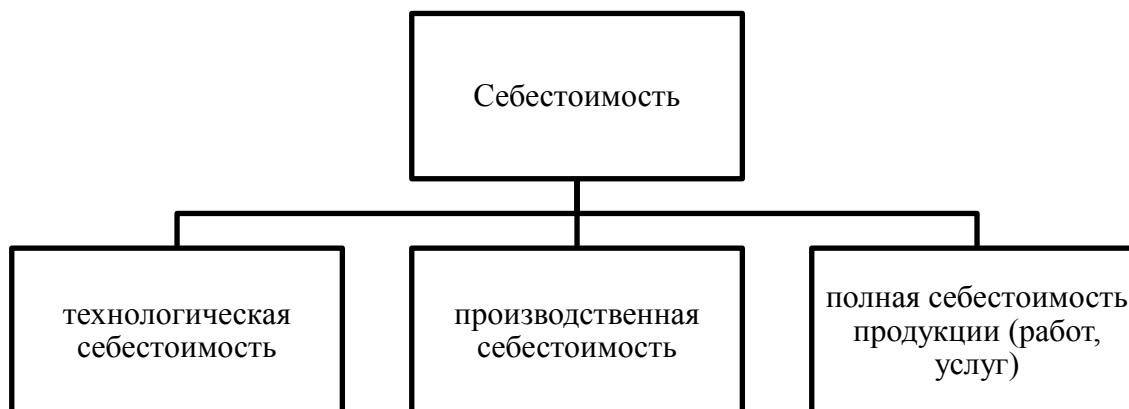 Себестоимость
технологическая
себестоимость
производственная
себестоимость
полная себестоимость
продукции (работ,
услуг)